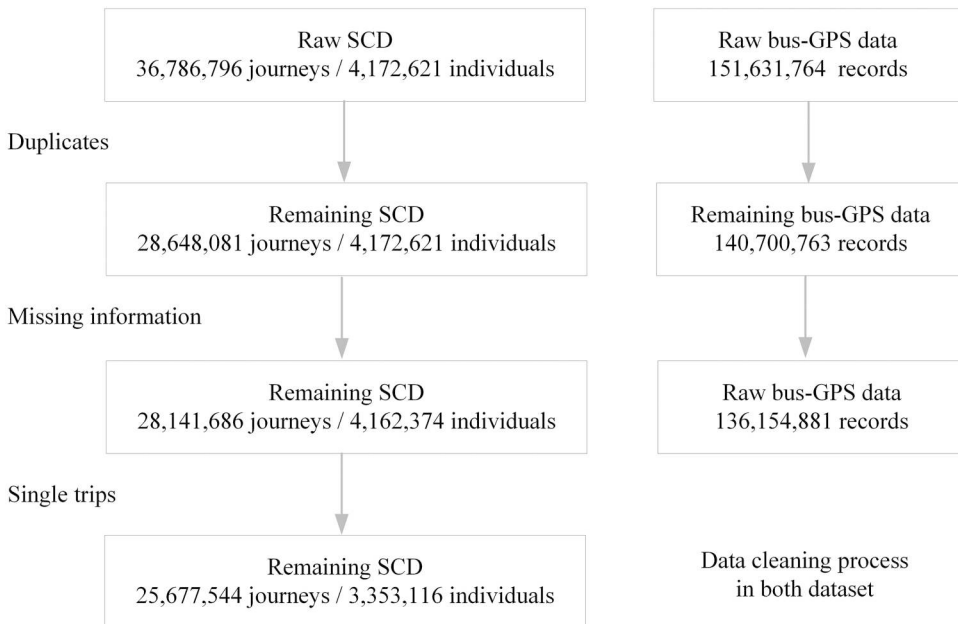 Raw SCD
36,786,796 journeys / 4,172,621 individuals
Raw bus-GPS data
151,631,764 records
Duplicates
Remaining SCD
28,648,081 journeys / 4,172,621 individuals
Remaining bus-GPS data
140,700,763 records
Missing information
Remaining SCD
28,141,686 journeys / 4,162,374 individuals
Raw bus-GPS data
136,154,881 records
Single trips
Remaining SCD
25,677,544 journeys / 3,353,116 individuals
Data cleaning process
in both dataset